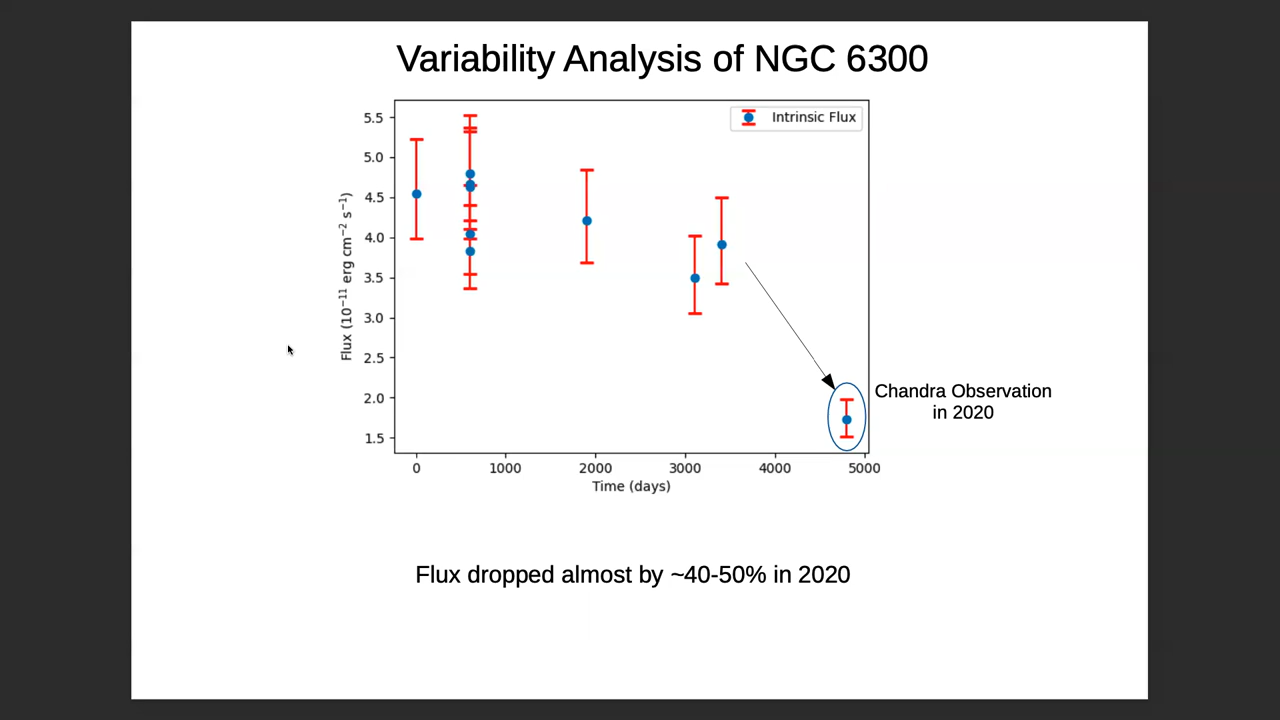 Variability Analysis of NGC 6300
Intrinsic Flux
5.5
5.0
4.5
4.0
3.5
3.0
2.5
2.0
1.5
Flux (10⁻¹¹ erg cm⁻² s⁻¹)
0 1000 2000 3000 4000 5000
Time (days)
Chandra Observation
in 2020
Flux dropped almost by ~40-50% in 2020